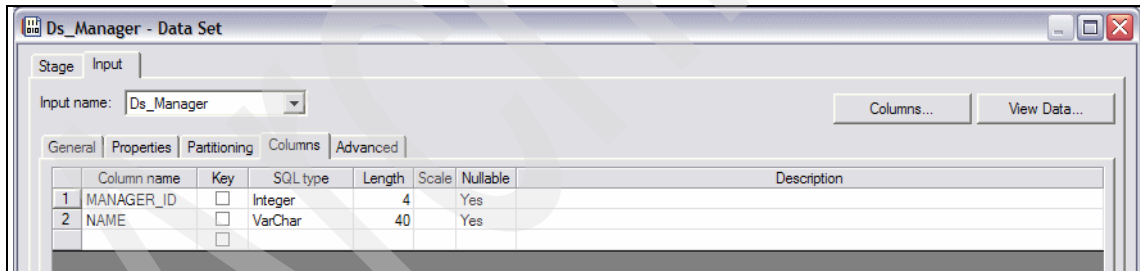 Ds_Manager - Data Set
Stage Input
Input name: Ds_Manager Columns... View Data...
General Properties Partitioning Columns Advanced
Column name Key SQL type Length Scale Nullable Description
1 MANAGER_ID Integer 4 Yes
2 NAME VarChar 40 Yes